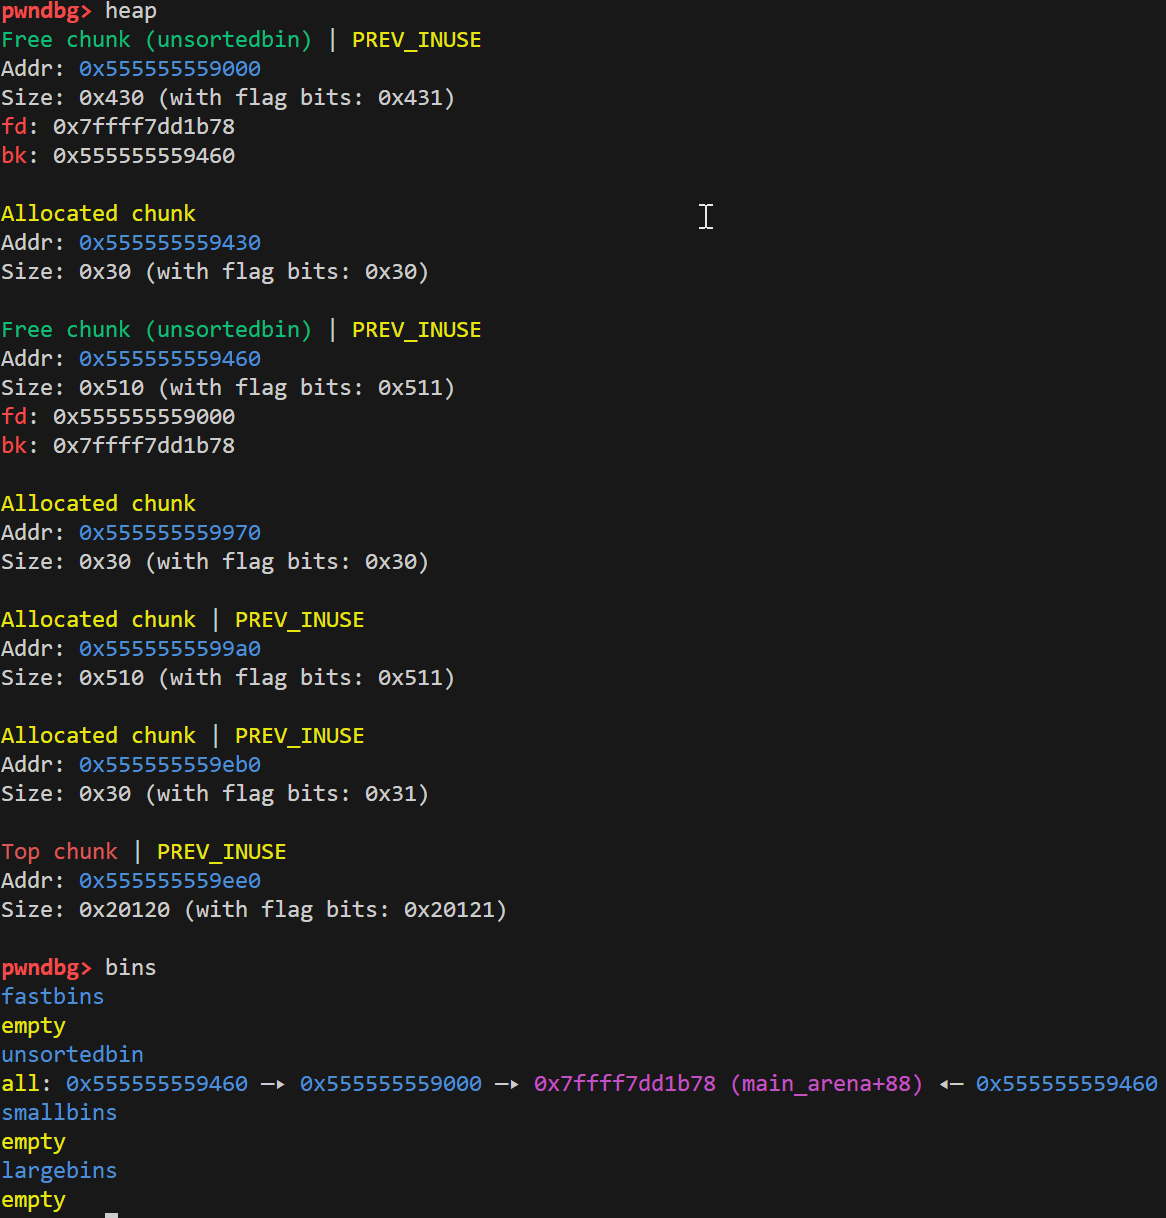 pwndbg> heap
Free chunk (unsortedbin) | PREV_INUSE
Addr: 0x555555559000
Size: 0x430 (with flag bits: 0x431)
fd: 0x7ffff7dd1b78
bk: 0x555555559460
Allocated chunk
Addr: 0x555555559430
Size: 0x30 (with flag bits: 0x30)
Free chunk (unsortedbin) | PREV_INUSE
Addr: 0x555555559460
Size: 0x510 (with flag bits: 0x511)
fd: 0x555555559000
bk: 0x7ffff7dd1b78
Allocated chunk
Addr: 0x555555559970
Size: 0x30 (with flag bits: 0x30)
Allocated chunk | PREV_INUSE
Addr: 0x5555555599a0
Size: 0x510 (with flag bits: 0x511)
Allocated chunk | PREV_INUSE
Addr: 0x555555559eb0
Size: 0x30 (with flag bits: 0x31)
Top chunk | PREV_INUSE
Addr: 0x555555559ee0
Size: 0x20120 (with flag bits: 0x20121)
pwndbg> bins
fastbins
empty
unsortedbin
all: 0x555555559460 —▸ 0x555555559000 —▸ 0x7ffff7dd1b78 (main_arena+88) ◂— 0x555555559460
smallbins
empty
largebins
empty